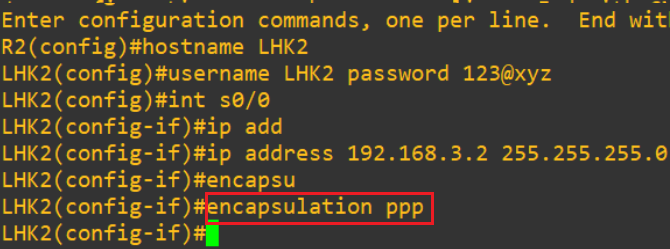 Enter configuration commands, one per line.  End wit
R2(config)#hostname LHK2
LHK2(config)#username LHK2 password 123@xyz
LHK2(config)#int s0/0
LHK2(config-if)#ip add
LHK2(config-if)#ip address 192.168.3.2 255.255.255.0
LHK2(config-if)#encapsu
LHK2(config-if)#encapsulation ppp
LHK2(config-if)#